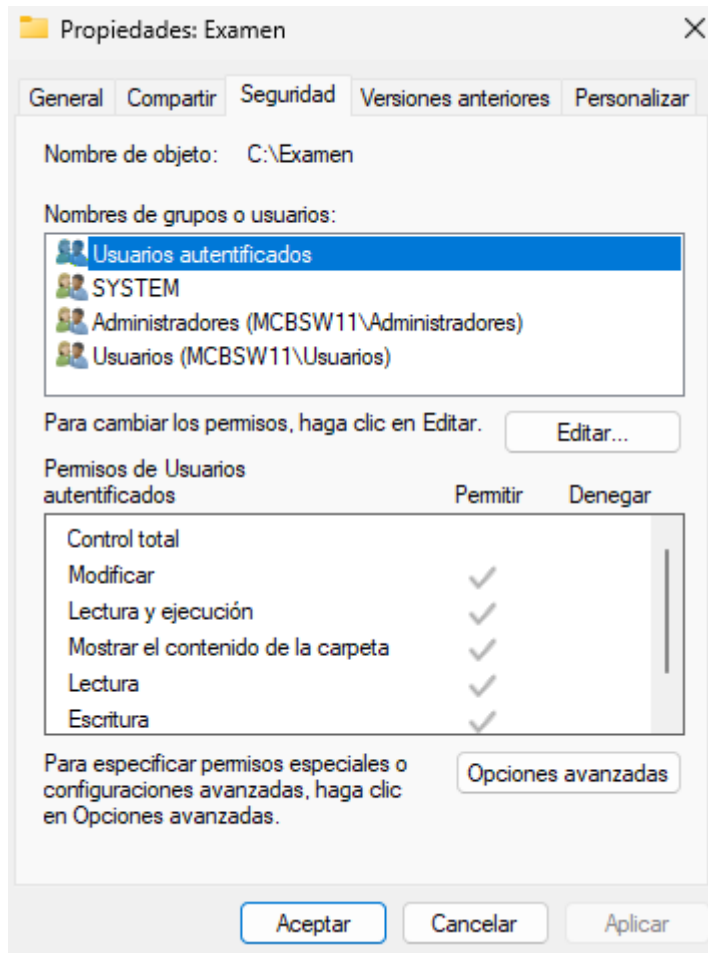 Propiedades: Examen
General Compartir Seguridad Versiones anteriores Personalizar
Nombre de objeto: C:\Examen
Nombres de grupos o usuarios:
Usuarios autentificados
SYSTEM
Administradores (MCBSW11\Administradores)
Usuarios (MCBSW11\Usuarios)
Para cambiar los permisos, haga clic en Editar. Editar...
Permisos de Usuarios
autentificados Permitir Denegar
Control total
Modificar
Lectura y ejecución
Mostrar el contenido de la carpeta
Lectura
Escritura
Para especificar permisos especiales o
configuraciones avanzadas, haga clic
en Opciones avanzadas.
Opciones avanzadas
Aceptar Cancelar Aplicar